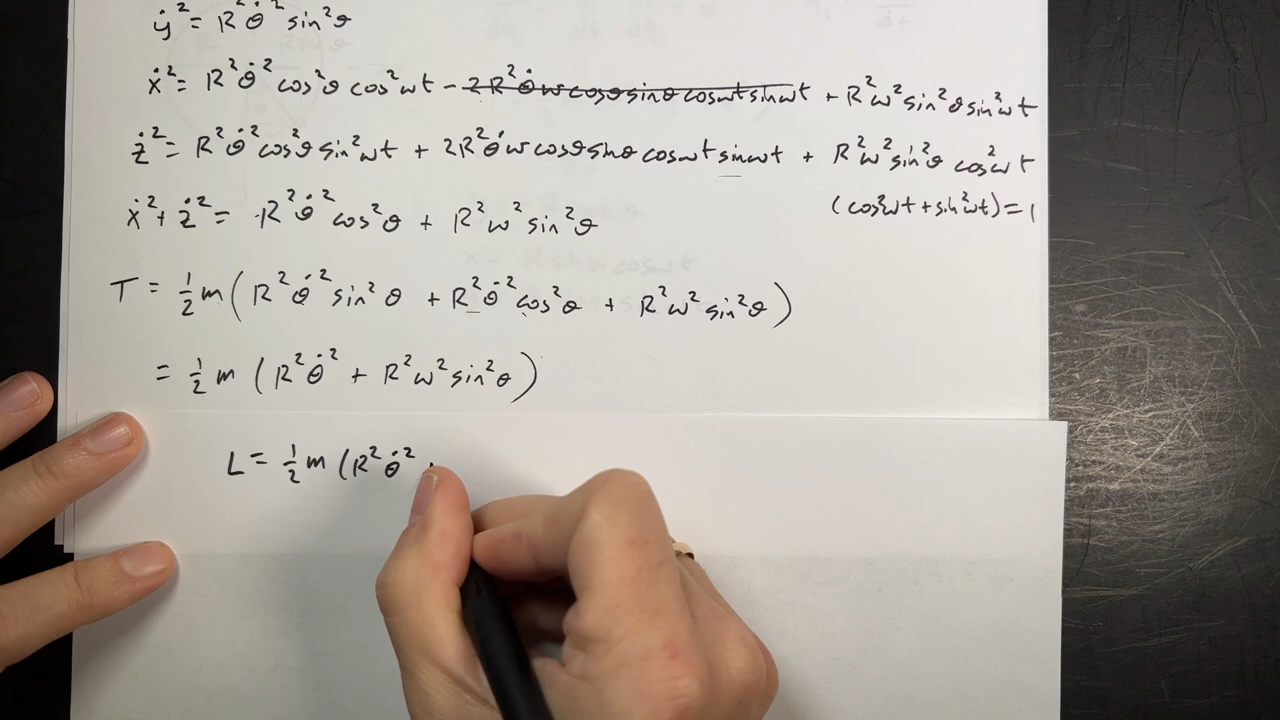 ẏ² = R²θ̇² sin²θ
ẋ² = R²θ̇² cos²θ cos²ωt - 2R²θ̇ω cosθ sinθ cosωt sinωt + R²ω² sin²θ sin²ωt
ż² = R²θ̇² cos²θ sin²ωt + 2R²θ̇ω cosθ sinθ cosωt sinωt + R²ω² sin²θ cos²ωt
(cos²ωt + sin²ωt) = 1
ẋ² + ż² = R²θ̇² cos²θ + R²ω² sin²θ
T = ½m(R²θ̇² sin²θ + R²θ̇² cos²θ + R²ω² sin²θ)
= ½m (R²θ̇² + R²ω² sin²θ)
L = ½m (R²θ̇²